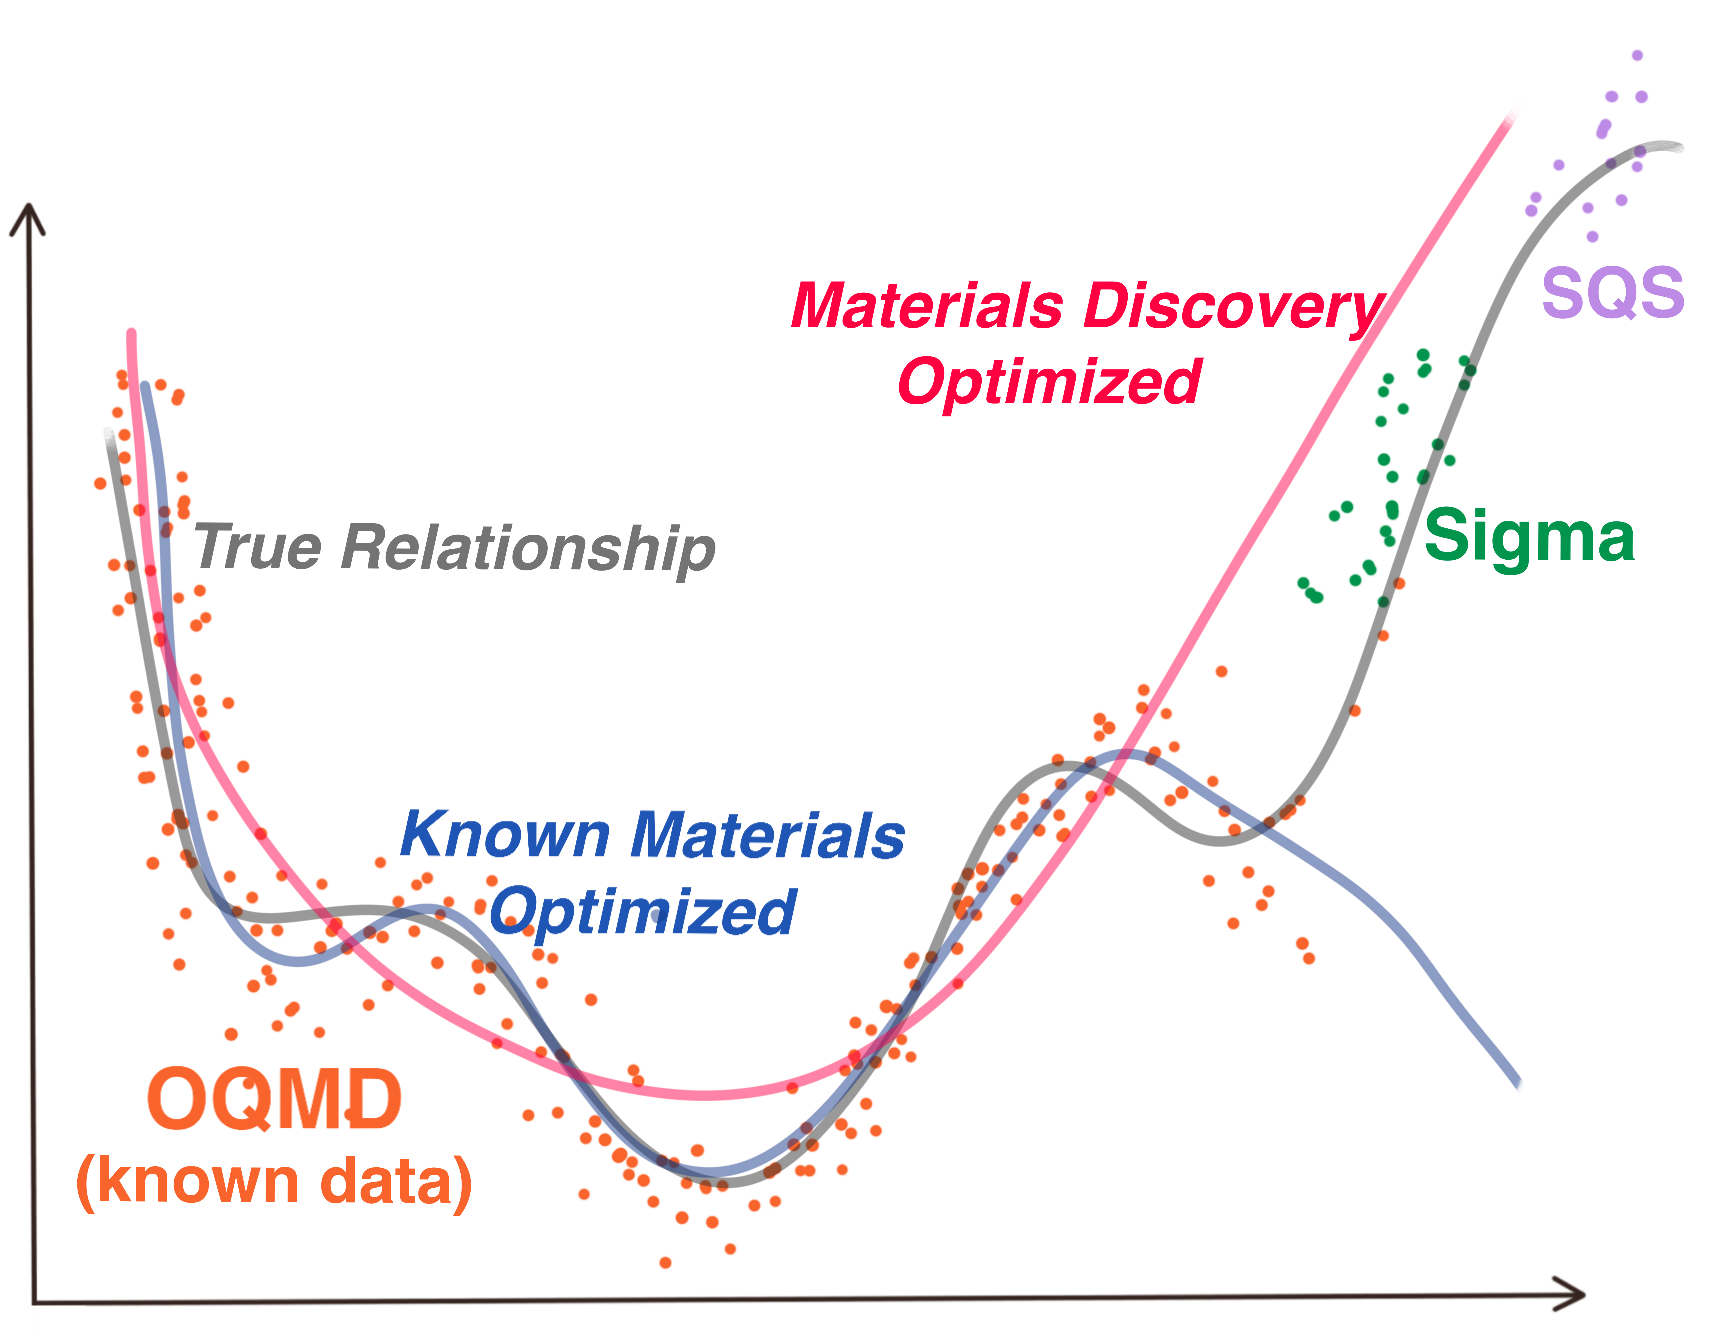 SQS
Materials Discovery
Optimized
True Relationship
Sigma
Known Materials
Optimized
OQMD
(known data)